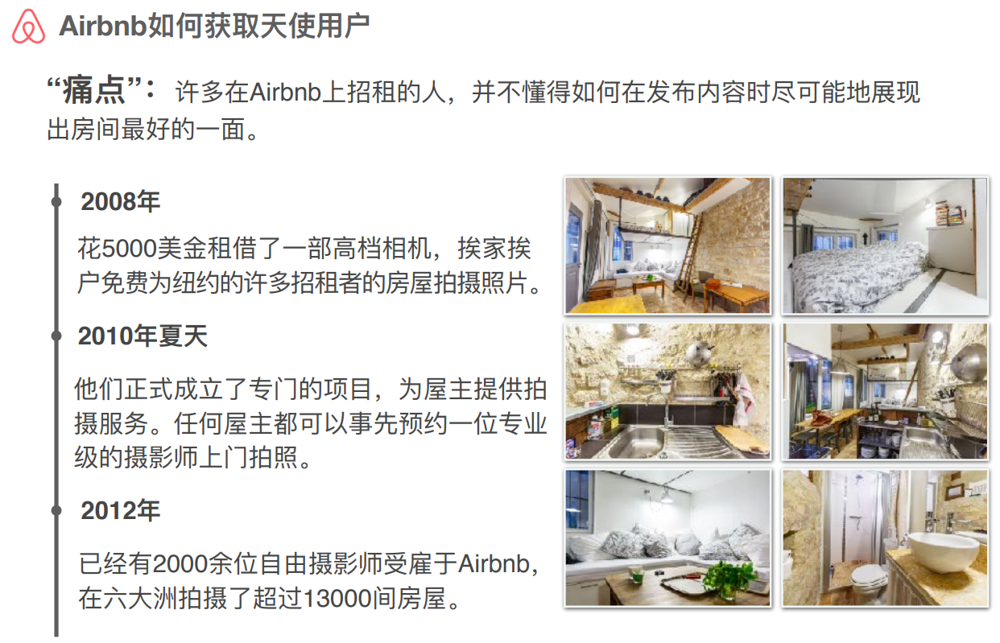 Airbnb如何获取天使用户
“痛点”：许多在Airbnb上招租的人，并不懂得如何在发布内容时尽可能地展现
出房间最好的一面。
2008年
花5000美金租借了一部高档相机，挨家挨
户免费为纽约的许多招租者的房屋拍摄照片。
2010年夏天
他们正式成立了专门的项目，为屋主提供拍
摄服务。任何屋主都可以事先预约一位专业
级的摄影师上门拍照。
2012年
已经有2000余位自由摄影师受雇于Airbnb，
在六大洲拍摄了超过13000间房屋。